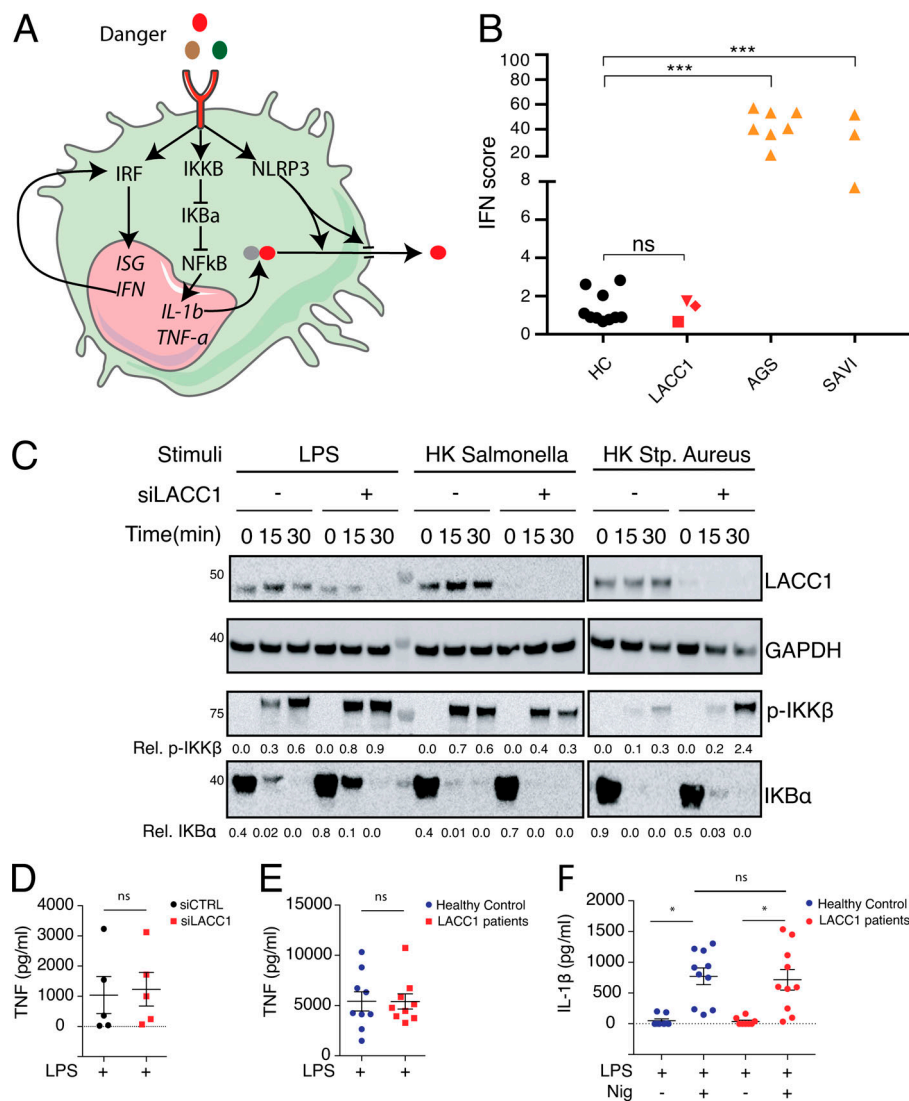 A
Danger
IRF
IKKB
NLRP3
IKBa
NFkB
ISG
IFN
IL-1b
TNF-a
B
IFN score
100
80
60
40
20
8
6
4
2
0
***
***
ns
HC
LACC1
AGS
SAVI
C
Stimuli LPS HK Salmonella HK Stp. Aureus
siLACC1 - + - + - +
Time(min) 0 15 30 0 15 30 0 15 30 0 15 30 0 15 30 0 15 30
50 LACC1
40 GAPDH
75 p-IKKβ
Rel. p-IKKβ 0.0 0.3 0.6 0.0 0.8 0.9 0.0 0.7 0.6 0.0 0.4 0.3 0.0 0.1 0.3 0.0 0.2 2.4
40 IKBα
Rel. IKBα 0.4 0.02 0.0 0.8 0.1 0.0 0.4 0.01 0.0 0.7 0.0 0.0 0.9 0.0 0.0 0.5 0.03 0.0
D
ns
siCTRL
siLACC1
TNF (pg/ml)
4000
3000
2000
1000
0
LPS + +
E
ns
Healthy Control
LACC1 patients
TNF (pg/ml)
15000
10000
5000
0
LPS + +
F
ns
* *
Healthy Control
LACC1 patients
IL-1β (pg/ml)
2000
1500
1000
500
0
LPS + + + +
Nig - + - +